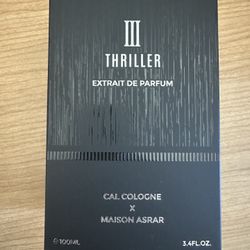 III
THRILLER
EXTRAIT DE PARFUM
CAL COLOGNE
X
MAISON ASRAR
℮ 100ML 3.4FL.OZ.